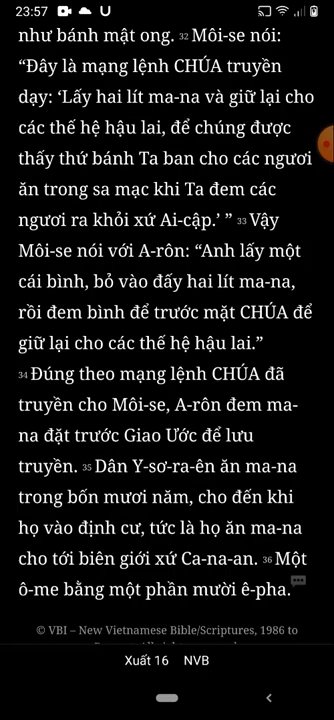 23:57
như bánh mật ong. 32 Môi-se nói:
“Đây là mạng lệnh CHÚA truyền
dạy: ‘Lấy hai lít ma-na và giữ lại cho
các thế hệ hậu lai, để chúng được
thấy thứ bánh Ta ban cho các ngươi
ăn trong sa mạc khi Ta đem các
ngươi ra khỏi xứ Ai-cập.’ ” 33 Vậy
Môi-se nói với A-rôn: “Anh lấy một
cái bình, bỏ vào đấy hai lít ma-na,
rồi đem bình để trước mặt CHÚA để
giữ lại cho các thế hệ hậu lai.”
34 Đúng theo mạng lệnh CHÚA đã
truyền cho Môi-se, A-rôn đem ma-
na đặt trước Giao Ước để lưu
truyền. 35 Dân Y-sơ-ra-ên ăn ma-na
trong bốn mươi năm, cho đến khi
họ vào định cư, tức là họ ăn ma-na
cho tới biên giới xứ Ca-na-an. 36 Một
ô-me bằng một phần mười ê-pha.
© VBI – New Vietnamese Bible/Scriptures, 1986 to
Xuất 16 NVB